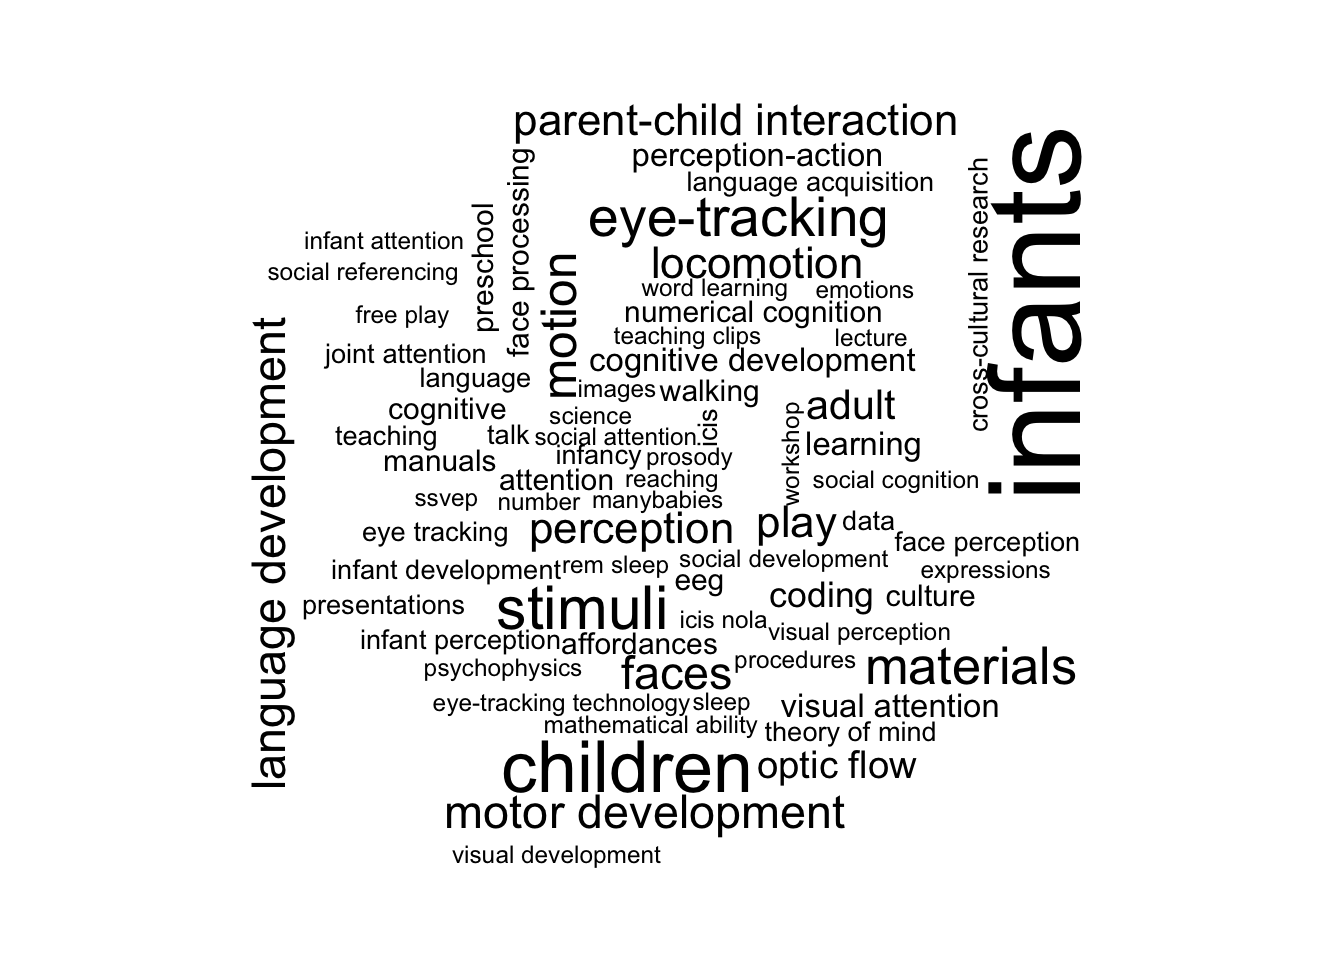 parent-child interaction
perception-action
language acquisition
infants
cross-cultural research
face processing
preschool
eye-tracking
infant attention
locomotion
social referencing
motion
word learning
emotions
numerical cognition
free play
language development
teaching clips
lecture
joint attention
cognitive development
language
images
walking
cognitive
science
icis
adult
workshop
teaching
talk
social attention
learning
manuals
infancy
prosody
attention
reaching
social cognition
ssvep
number
manybabies
eye tracking
perception
play
data
face perception
infant development
rem sleep
social development
expressions
eeg
presentations
stimuli
coding
culture
icis nola
infant perception
affordances
visual perception
psychophysics
faces
procedures
materials
eye-tracking technology
sleep
visual attention
mathematical ability
theory of mind
children
optic flow
motor development
visual development